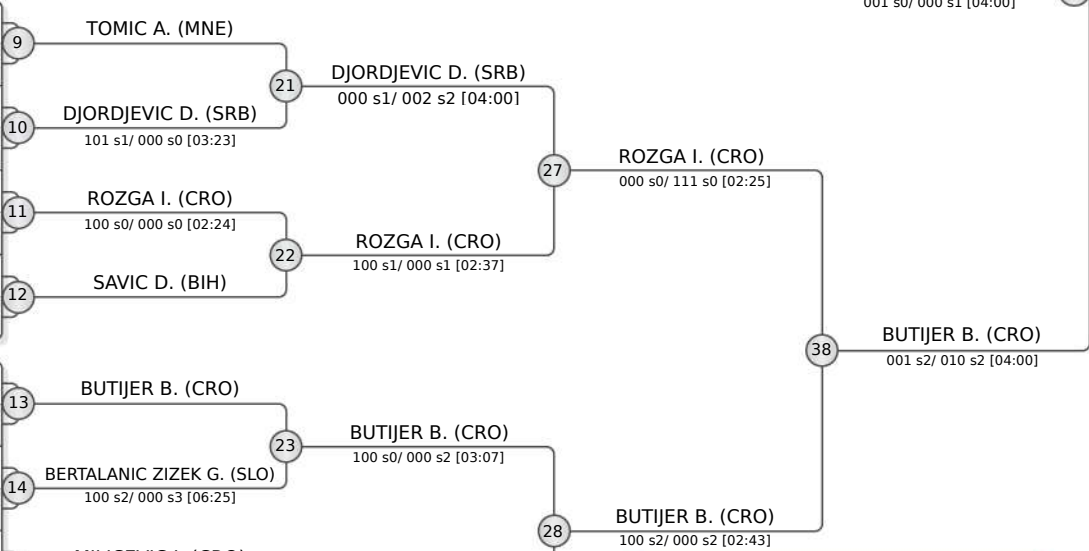 001 s0/ 000 s1 [04:00]
9
TOMIC A. (MNE)
21
DJORDJEVIC D. (SRB)
000 s1/ 002 s2 [04:00]
10
DJORDJEVIC D. (SRB)
101 s1/ 000 s0 [03:23]
27
ROZGA I. (CRO)
000 s0/ 111 s0 [02:25]
11
ROZGA I. (CRO)
100 s0/ 000 s0 [02:24]
22
ROZGA I. (CRO)
100 s1/ 000 s1 [02:37]
12
SAVIC D. (BIH)
38
BUTIJER B. (CRO)
001 s2/ 010 s2 [04:00]
13
BUTIJER B. (CRO)
23
BUTIJER B. (CRO)
100 s0/ 000 s2 [03:07]
14
BERTALANIC ZIZEK G. (SLO)
100 s2/ 000 s3 [06:25]
28
BUTIJER B. (CRO)
100 s2/ 000 s2 [02:43]